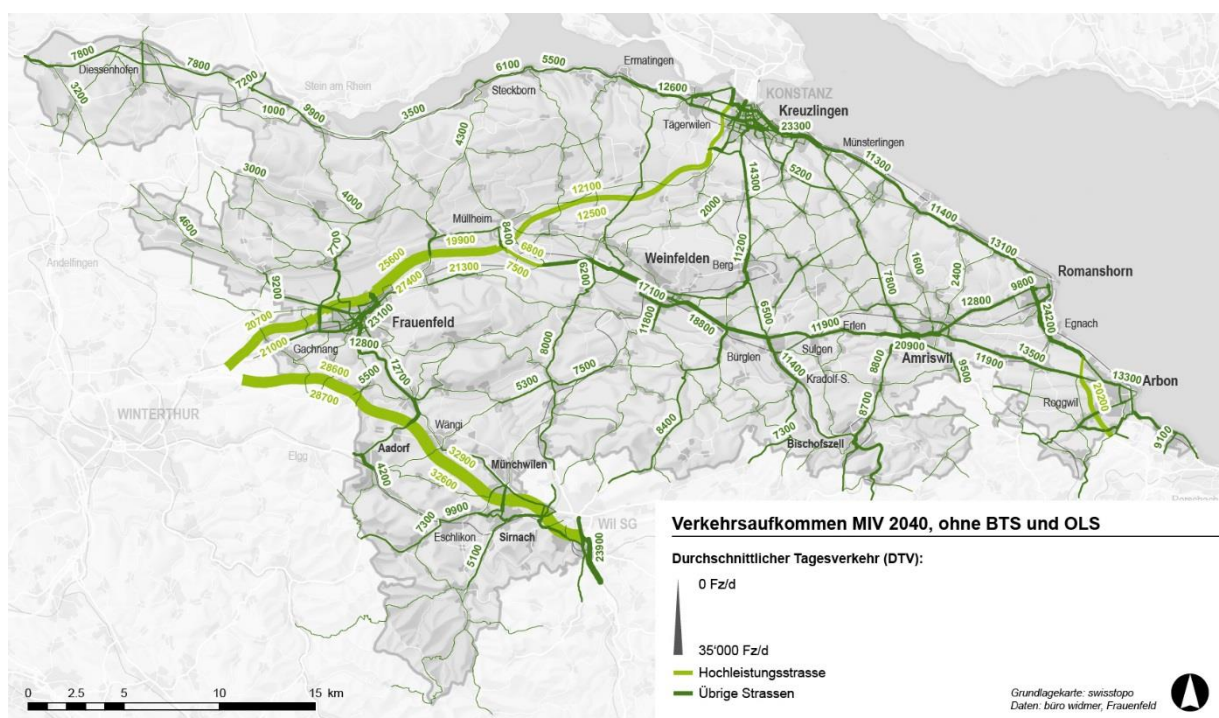 7800
Diessenhofen
7800
7200
3200
1000
9900
Stein am Rhein
3500
Steckborn
6100
5500
Ermatingen
12600
KONSTANZ
Kreuzlingen
Tägerwilen
23300
Münsterlingen
11300
4300
3000
4000
12100
12500
14300
5200
2000
11400
4600
Müllheim
7700
25600
19900
8400
6800
7500
21300
27400
Weinfelden
Berg
11200
13100
Romanshorn
Andelfingen
9200
6200
17100
7800
1600
2400
9800
12800
24200
Egnach
20700
23100
Frauenfeld
11800
18800
6500
11900
Erlen
21000
Gachnang
12800
12700
8000
Bürglen
Sulgen
20900
Amriswil
13500
28600
5500
28700
5300
7500
11400
Kradolf-S.
8800
9500
11900
13300
Arbon
WINTERTHUR
Roggwil
20200
Elgg
Wängi
Aadorf
8400
7300
8700
Bischofszell
9100
32900
32600
Münchwilen
4200
9900
7300
Eschlikon
Sirnach
5100
WIL SG
23900
Verkehrsaufkommen MIV 2040, ohne BTS und OLS
Durchschnittlicher Tagesverkehr (DTV):
0 Fz/d
35'000 Fz/d
Hochleistungsstrasse
Übrige Strassen
0 2.5 5 10 15 km
Grundlagekarte: swisstopo
Daten: büro widmer, Frauenfeld